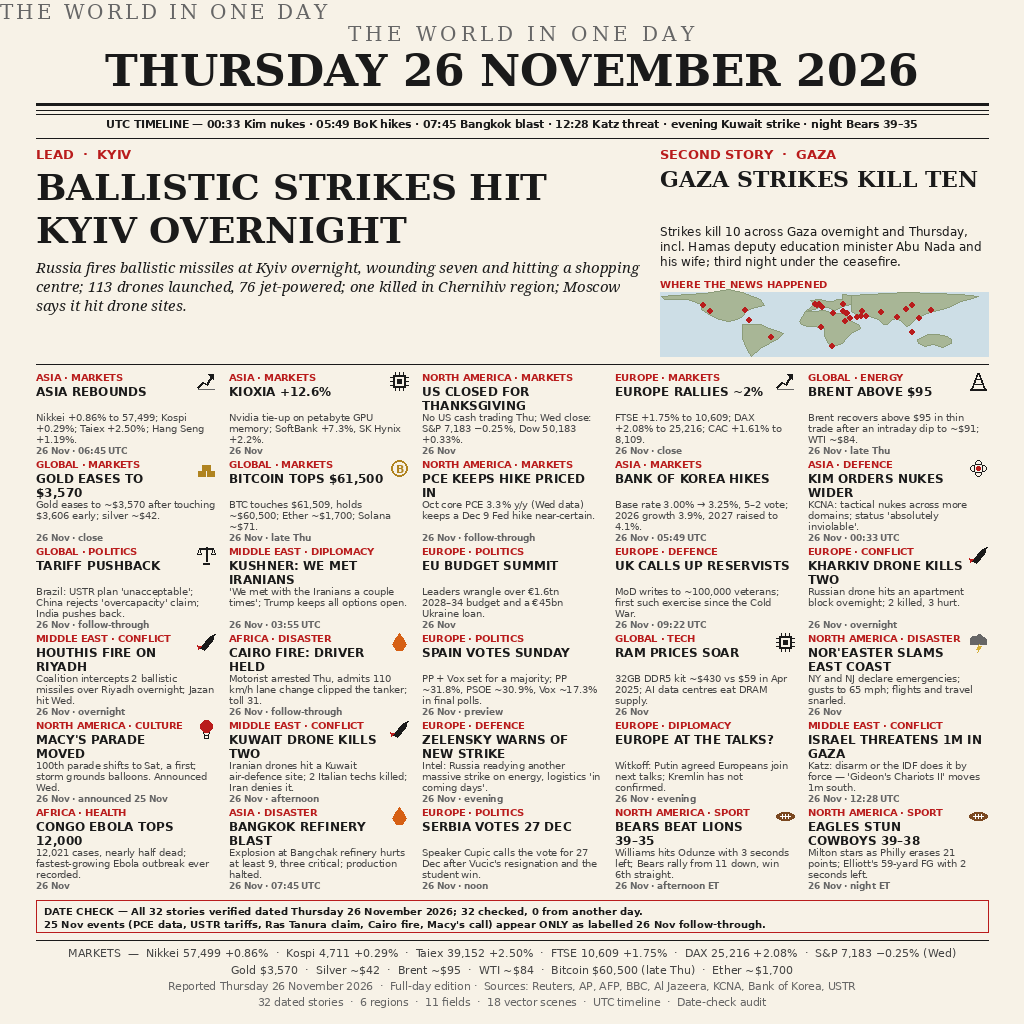 THE WORLD IN ONE DAY
THE WORLD IN ONE DAY
THURSDAY 26 NOVEMBER 2026
UTC TIMELINE — 00:33 Kim nukes · 05:49 BoK hikes · 07:45 Bangkok blast · 12:28 Katz threat · evening Kuwait strike · night Bears 39–35
LEAD · KYIV
BALLISTIC STRIKES HIT
KYIV OVERNIGHT
Russia fires ballistic missiles at Kyiv overnight, wounding seven and hitting a shopping
centre; 113 drones launched, 76 jet-powered; one killed in Chernihiv region; Moscow
says it hit drone sites.
SECOND STORY · GAZA
GAZA STRIKES KILL TEN
Strikes kill 10 across Gaza overnight and Thursday,
incl. Hamas deputy education minister Abu Nada and
his wife; third night under the ceasefire.
WHERE THE NEWS HAPPENED
ASIA · MARKETS
ASIA REBOUNDS
Nikkei +0.86% to 57,499; Kospi
+0.29%; Taiex +2.50%; Hang Seng
+1.19%.
26 Nov · 06:45 UTC
ASIA · MARKETS
KIOXIA +12.6%
Nvidia tie-up on petabyte GPU
memory; SoftBank +7.3%, SK Hynix
+2.2%.
26 Nov
NORTH AMERICA · MARKETS
US CLOSED FOR
THANKSGIVING
No US cash trading Thu; Wed close:
S&P 7,183 −0.25%, Dow 50,183
+0.33%.
26 Nov
EUROPE · MARKETS
EUROPE RALLIES ~2%
FTSE +1.75% to 10,609; DAX
+2.08% to 25,216; CAC +1.61% to
8,109.
26 Nov · close
GLOBAL · ENERGY
BRENT ABOVE $95
Brent recovers above $95 in thin
trade after an intraday dip to ~$91;
WTI ~$84.
26 Nov · late Thu
GLOBAL · MARKETS
GOLD EASES TO
$3,570
Gold eases to ~$3,570 after touching
$3,606 early; silver ~$42.
26 Nov · close
GLOBAL · MARKETS
BITCOIN TOPS $61,500
B
BTC touches $61,509, holds
~$60,500; Ether ~$1,700; Solana
~$71.
26 Nov · late Thu
NORTH AMERICA · MARKETS
PCE KEEPS HIKE PRICED
IN
Oct core PCE 3.3% y/y (Wed data)
keeps a Dec 9 Fed hike near-certain.
26 Nov · follow-through
ASIA · MARKETS
BANK OF KOREA HIKES
Base rate 3.00% → 3.25%, 5–2 vote;
2026 growth 3.9%, 2027 raised to
4.1%.
26 Nov · 05:49 UTC
ASIA · DEFENCE
KIM ORDERS NUKES
WIDER
KCNA: tactical nukes across more
domains; status 'absolutely
inviolable'.
26 Nov · 00:33 UTC
GLOBAL · POLITICS
TARIFF PUSHBACK
Brazil: USTR plan 'unacceptable';
China rejects 'overcapacity' claim;
India pushes back.
26 Nov · follow-through
MIDDLE EAST · DIPLOMACY
KUSHNER: WE MET
IRANIANS
'We met with the Iranians a couple
times'; Trump keeps all options open.
26 Nov · 03:55 UTC
EUROPE · POLITICS
EU BUDGET SUMMIT
Leaders wrangle over €1.6tn
2028–34 budget and a €45bn
Ukraine loan.
26 Nov
EUROPE · DEFENCE
UK CALLS UP RESERVISTS
MoD writes to ~100,000 veterans;
first such exercise since the Cold
War.
26 Nov · 09:22 UTC
EUROPE · CONFLICT
KHARKIV DRONE KILLS
TWO
Russian drone hits an apartment
block overnight; 2 killed, 3 hurt.
26 Nov · overnight
MIDDLE EAST · CONFLICT
HOUTHIS FIRE ON
RIYADH
Coalition intercepts 2 ballistic
missiles over Riyadh overnight; Jazan
hit Wed.
26 Nov · overnight
AFRICA · DISASTER
CAIRO FIRE: DRIVER
HELD
Motorist arrested Thu, admits 110
km/h lane change clipped the tanker;
toll 31.
26 Nov · follow-through
EUROPE · POLITICS
SPAIN VOTES SUNDAY
PP + Vox set for a majority; PP
~31.8%, PSOE ~30.9%, Vox ~17.3%
in final polls.
26 Nov · preview
GLOBAL · TECH
RAM PRICES SOAR
32GB DDR5 kit ~$430 vs $59 in Apr
2025; AI data centres eat DRAM
supply.
26 Nov
NORTH AMERICA · DISASTER
NOR'EASTER SLAMS
EAST COAST
NY and NJ declare emergencies;
gusts to 65 mph; flights and travel
snarled.
26 Nov
NORTH AMERICA · CULTURE
MACY'S PARADE
MOVED
100th parade shifts to Sat, a first;
storm grounds balloons. Announced
Wed.
26 Nov · announced 25 Nov
MIDDLE EAST · CONFLICT
KUWAIT DRONE KILLS
TWO
Iranian drones hit a Kuwait
air-defence site; 2 Italian techs killed;
Iran denies it.
26 Nov · afternoon
EUROPE · DEFENCE
ZELENSKY WARNS OF
NEW STRIKE
Intel: Russia readying another
massive strike on energy, logistics 'in
coming days'.
26 Nov · evening
EUROPE · DIPLOMACY
EUROPE AT THE TALKS?
Witkoff: Putin agreed Europeans join
next talks; Kremlin has not
confirmed.
26 Nov · evening
MIDDLE EAST · CONFLICT
ISRAEL THREATENS 1M IN
GAZA
Katz: disarm or the IDF does it by
force — 'Gideon's Chariots II' moves
1m south.
26 Nov · 12:28 UTC
AFRICA · HEALTH
CONGO EBOLA TOPS
12,000
12,021 cases, nearly half dead;
fastest-growing Ebola outbreak ever
recorded.
26 Nov
ASIA · DISASTER
BANGKOK REFINERY
BLAST
Explosion at Bangchak refinery hurts
at least 9, three critical; production
halted.
26 Nov · 07:45 UTC
EUROPE · POLITICS
SERBIA VOTES 27 DEC
Speaker Cupic calls the vote for 27
Dec after Vucic's resignation and the
student win.
26 Nov · noon
NORTH AMERICA · SPORT
BEARS BEAT LIONS
39–35
Williams hits Odunze with 3 seconds
left; Bears rally from 11 down, win
6th straight.
26 Nov · afternoon ET
NORTH AMERICA · SPORT
EAGLES STUN
COWBOYS 39–38
Milton stars as Philly erases 21
points; Elliott's 59-yard FG with 2
seconds left.
26 Nov · night ET
DATE CHECK — All 32 stories verified dated Thursday 26 November 2026; 32 checked, 0 from another day.
25 Nov events (PCE data, USTR tariffs, Ras Tanura claim, Cairo fire, Macy's call) appear ONLY as labelled 26 Nov follow-through.
MARKETS — Nikkei 57,499 +0.86% · Kospi 4,711 +0.29% · Taiex 39,152 +2.50% · FTSE 10,609 +1.75% · DAX 25,216 +2.08% · S&P 7,183 −0.25% (Wed)
Gold $3,570 · Silver ~$42 · Brent ~$95 · WTI ~$84 · Bitcoin $60,500 (late Thu) · Ether ~$1,700
Reported Thursday 26 November 2026 · Full-day edition · Sources: Reuters, AP, AFP, BBC, Al Jazeera, KCNA, Bank of Korea, USTR
32 dated stories · 6 regions · 11 fields · 18 vector scenes · UTC timeline · Date-check audit